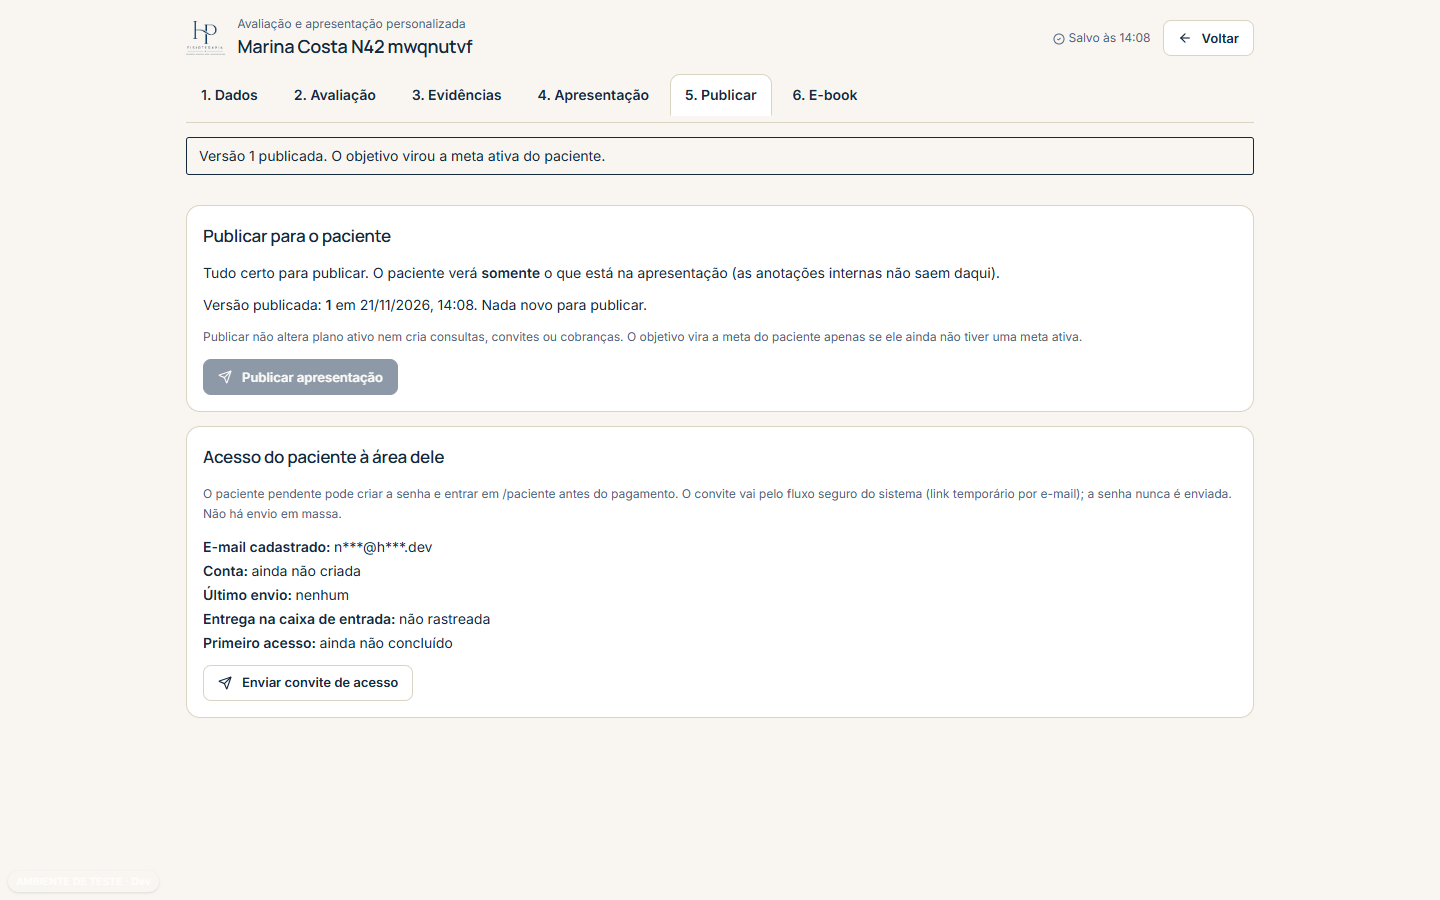 HP
FISIOTERAPIA
Avaliação e apresentação personalizada
Marina Costa N42 mwqnutvf
Salvo às 14:08
Voltar
1. Dados
2. Avaliação
3. Evidências
4. Apresentação
5. Publicar
6. E-book
Versão 1 publicada. O objetivo virou a meta ativa do paciente.
Publicar para o paciente
Tudo certo para publicar. O paciente verá somente o que está na apresentação (as anotações internas não saem daqui).
Versão publicada: 1 em 21/11/2026, 14:08. Nada novo para publicar.
Publicar não altera plano ativo nem cria consultas, convites ou cobranças. O objetivo vira a meta do paciente apenas se ele ainda não tiver uma meta ativa.
Publicar apresentação
Acesso do paciente à área dele
O paciente pendente pode criar a senha e entrar em /paciente antes do pagamento. O convite vai pelo fluxo seguro do sistema (link temporário por e-mail); a senha nunca é enviada.
Não há envio em massa.
E-mail cadastrado: n***@h***.dev
Conta: ainda não criada
Último envio: nenhum
Entrega na caixa de entrada: não rastreada
Primeiro acesso: ainda não concluído
Enviar convite de acesso
AMBIENTE DE TESTE · Dev